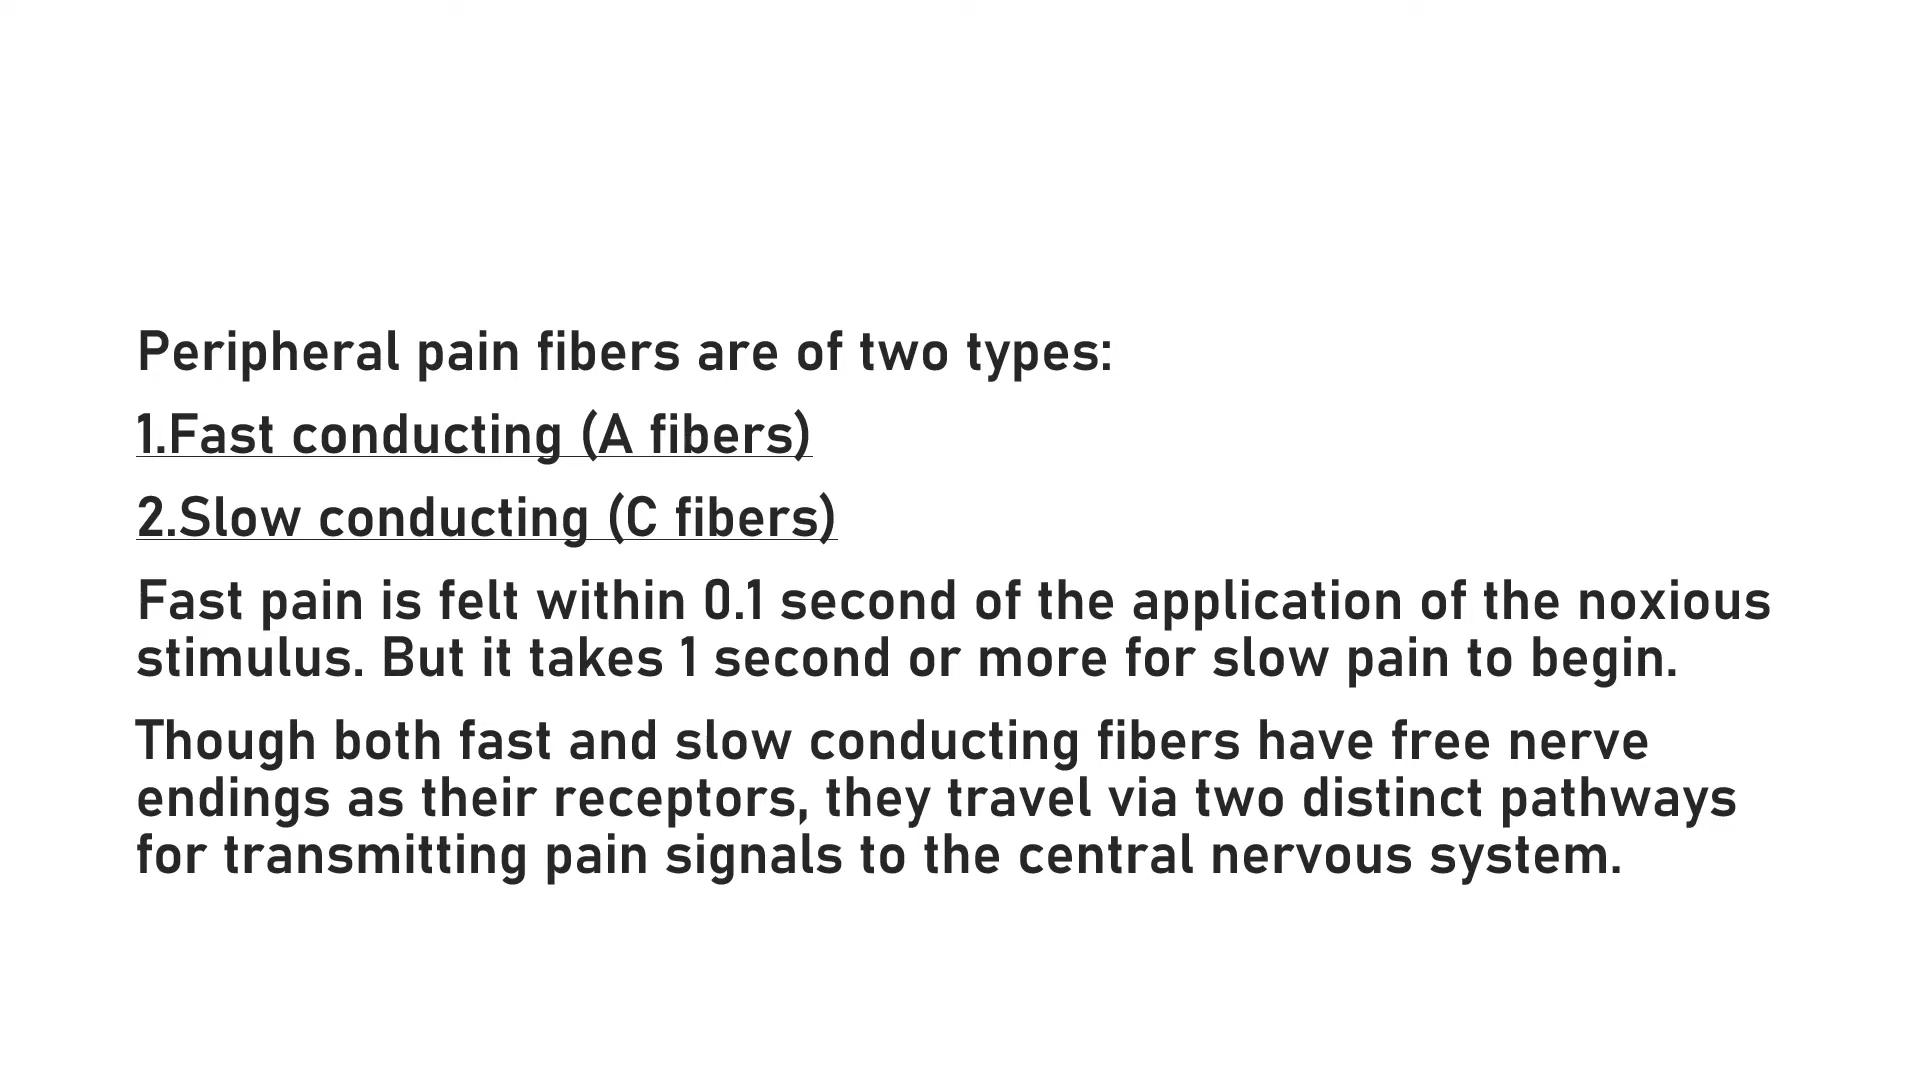 Peripheral pain fibers are of two types:
1.Fast conducting (A fibers)
2.Slow conducting (C fibers)
Fast pain is felt within 0.1 second of the application of the noxious
stimulus. But it takes 1 second or more for slow pain to begin.
Though both fast and slow conducting fibers have free nerve
endings as their receptors, they travel via two distinct pathways
for transmitting pain signals to the central nervous system.